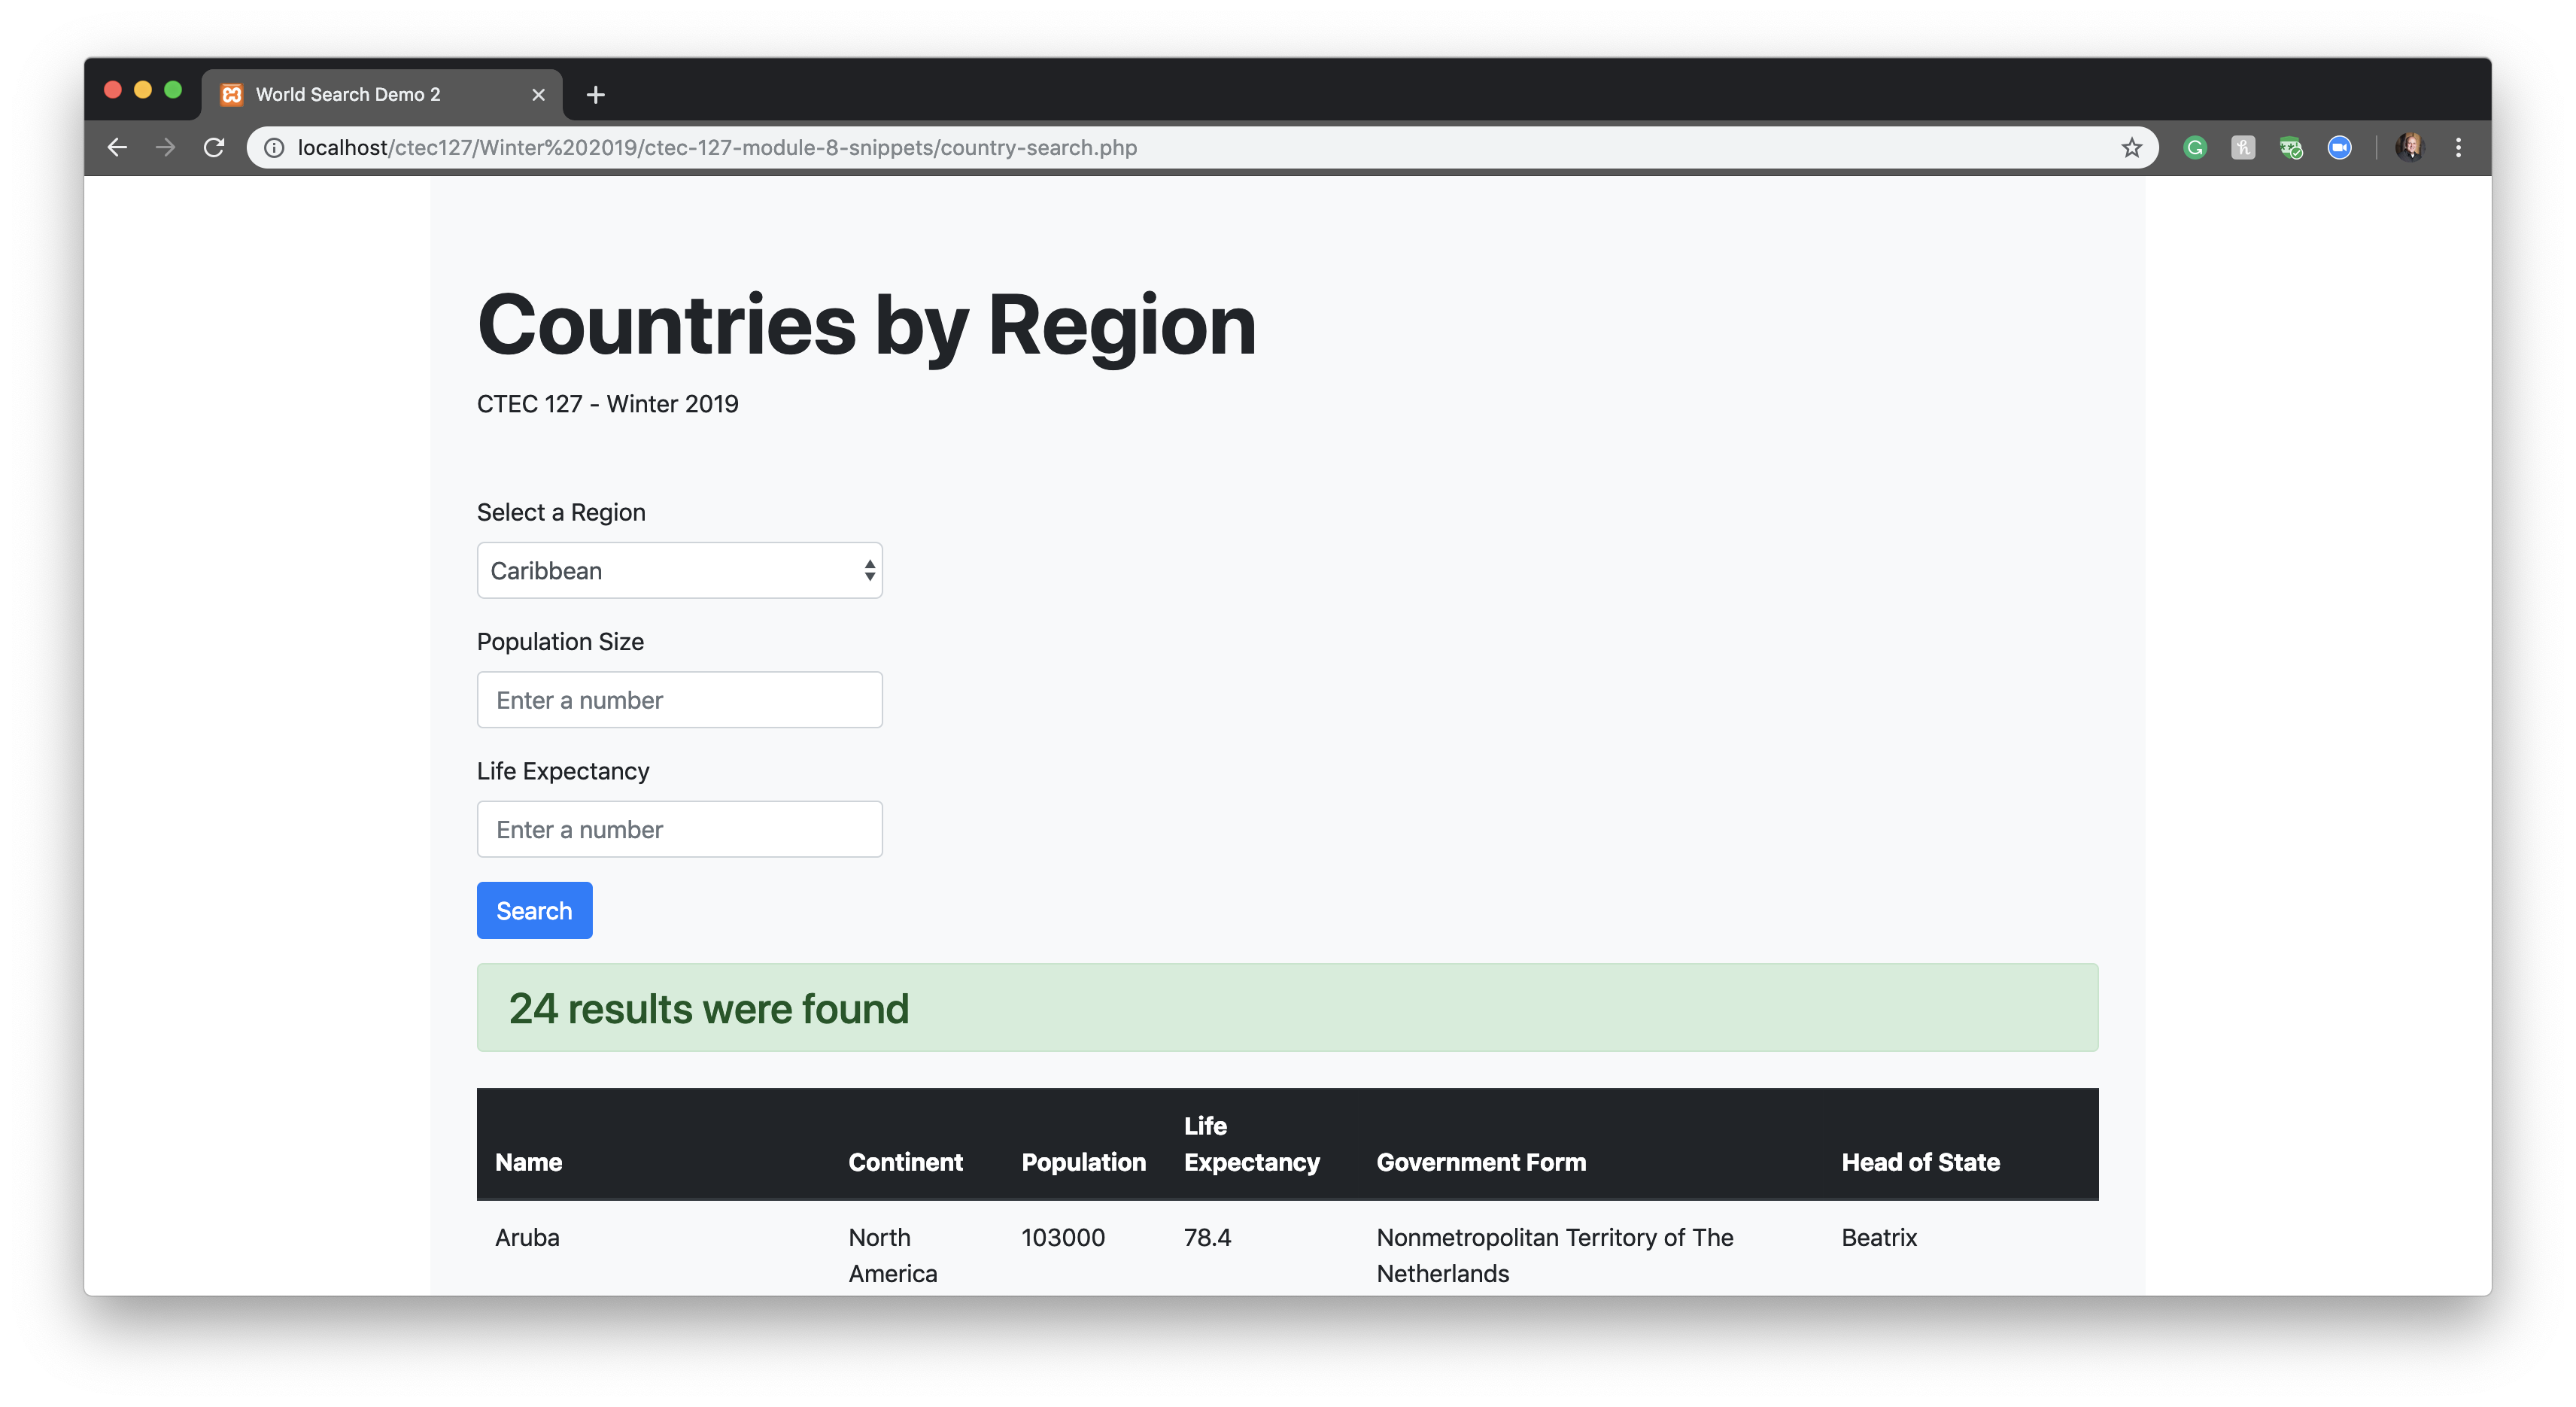 World Search Demo 2
localhost/ctec127/Winter%202019/ctec-127-module-8-snippets/country-search.php
Countries by Region
CTEC 127 - Winter 2019
Select a Region
Caribbean
Population Size
Enter a number
Life Expectancy
Enter a number
Search
24 results were found
Name Continent Population Life Expectancy Government Form Head of State
Aruba North America 103000 78.4 Nonmetropolitan Territory of The Netherlands Beatrix